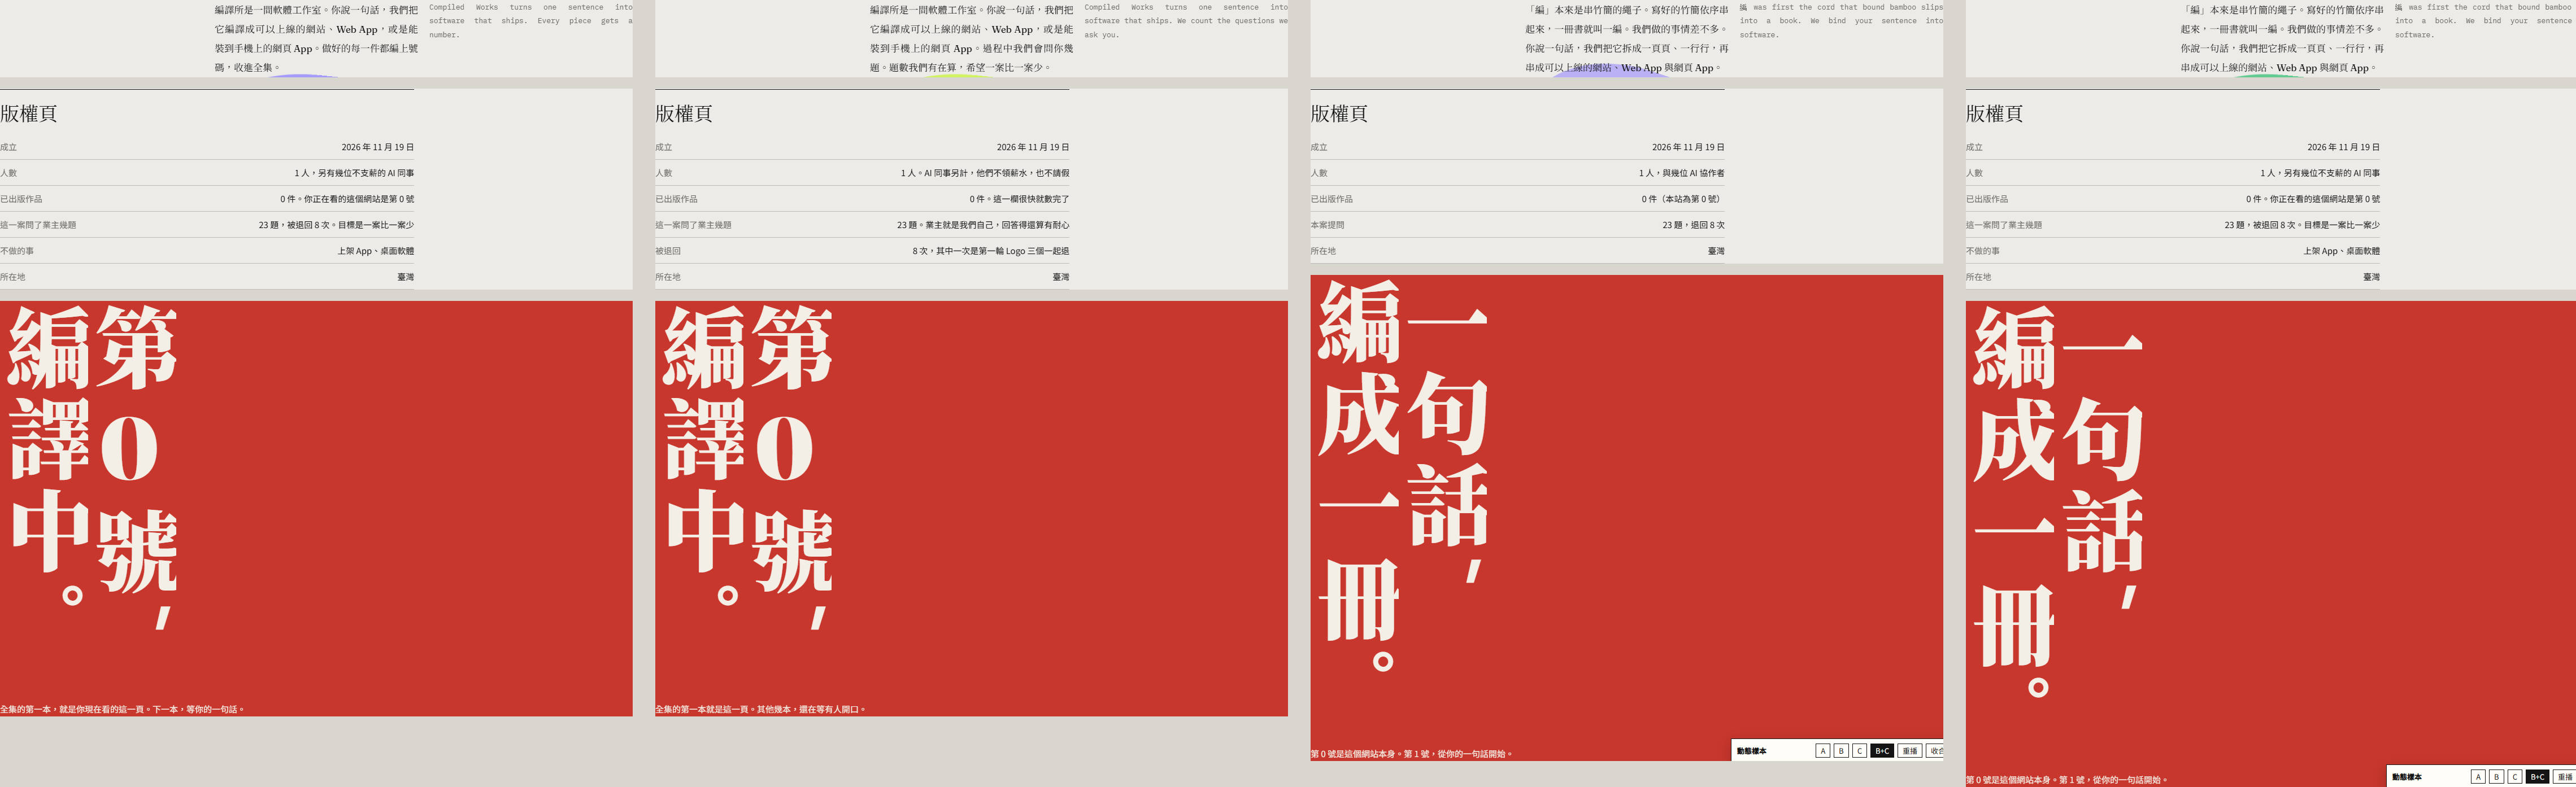 編譯所是一間軟體工作室。你說一句話，我們把
它編譯成可以上線的網站、Web App，或是能
裝到手機上的網頁 App。做好的每一件都編上號
碼，收進全集。
Compiled Works turns one sentence into
software that ships. Every piece gets a
number.
版權頁
成立 2026 年 11 月 19 日
人數 1 人，另有幾位不支薪的 AI 同事
已出版作品 0 件。你正在看的這個網站是第 0 號
這一案問了業主幾題 23 題，被退回 8 次。目標是一案比一案少
不做的事 上架 App、桌面軟體
所在地 臺灣
第0號，
編譯中。
全集的第一本，就是你現在看的這一頁。下一本，等你的一句話。
編譯所是一間軟體工作室。你說一句話，我們把
它編譯成可以上線的網站、Web App，或是能
裝到手機上的網頁 App。過程中我們會問你幾
題。題數我們有在算，希望一案比一案少。
Compiled Works turns one sentence into
software that ships. We count the questions we
ask you.
版權頁
成立 2026 年 11 月 19 日
人數 1 人。AI 同事另計，他們不領薪水，也不請假
已出版作品 0 件。這一欄很快就數完了
這一案問了業主幾題 23 題。業主就是我們自己，回答得還算有耐心
被退回 8 次，其中一次是第一輪 Logo 三個一起退
所在地 臺灣
第0號，
編譯中。
全集的第一本就是這一頁。其他幾本，還在等有人開口。
「編」本來是串竹簡的繩子。寫好的竹簡依序串
起來，一冊書就叫一編。我們做的事情差不多。
你說一句話，我們把它拆成一頁頁、一行行，再
串成可以上線的網站、Web App 與網頁 App。
編 was first the cord that bound bamboo slips
into a book. We bind your sentence into
software.
版權頁
成立 2026 年 11 月 19 日
人數 1 人，與幾位 AI 協作者
已出版作品 0 件（本站為第 0 號）
本案提問 23 題，退回 8 次
所在地 臺灣
一句話，
編成一冊。
第 0 號是這個網站本身。第 1 號，從你的一句話開始。
動態樣本 A B C B+C 重播 收合
「編」本來是串竹簡的繩子。寫好的竹簡依序串
起來，一冊書就叫一編。我們做的事情差不多。
你說一句話，我們把它拆成一頁頁、一行行，再
串成可以上線的網站、Web App 與網頁 App。
編 was first the cord that bound bamboo
into a book. We bind your sentence
software.
版權頁
成立 2026 年 11 月 19 日
人數 1 人，另有幾位不支薪的 AI 同事
已出版作品 0 件。你正在看的這個網站是第 0 號
這一案問了業主幾題 23 題，被退回 8 次。目標是一案比一案少
不做的事 上架 App、桌面軟體
所在地 臺灣
一句話，
編成一冊。
第 0 號是這個網站本身。第 1 號，從你的一句話開始。
動態樣本 A B C B+C 重播